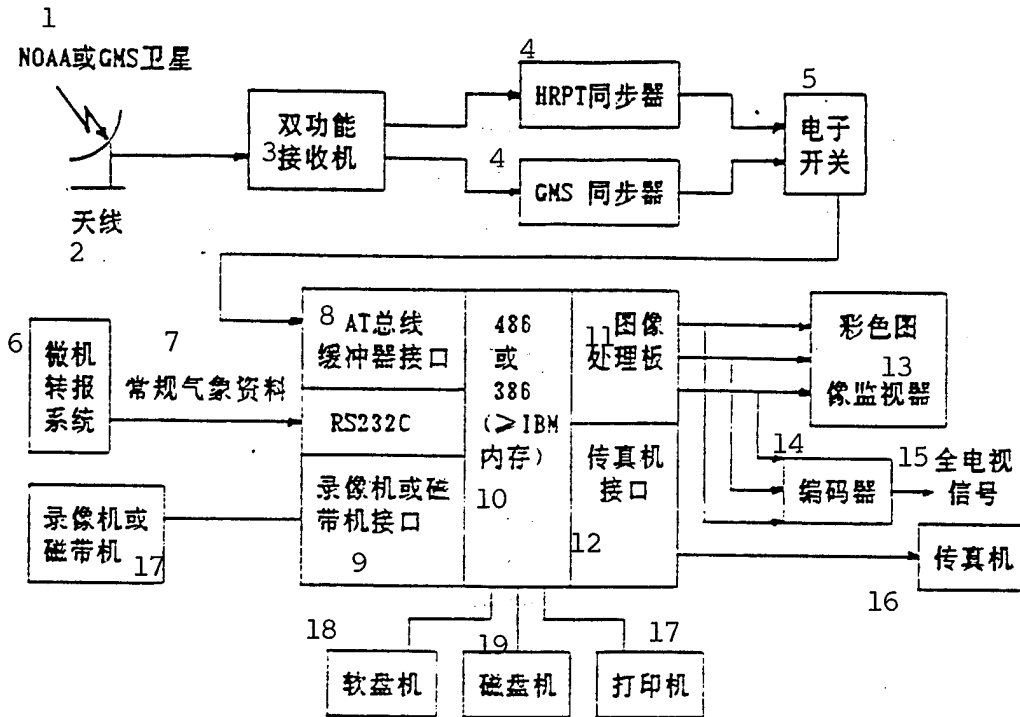 1
NOAA或GMS卫星
天线
2
双功能
3 接收机
4
HRPT同步器
4
GMS 同步器
5
电子
开关
6
微机
转报
系统
7
常规气象资料
8 AT总线
缓冲器接口
RS232C
录像机或磁
带机接口
9
486
或
386
(≥IBM
内存)
10
11 图像
处理板
传真机
接口
12
彩色图
13
像监视器
14
编码器
15 全电视
信号
传真机
16
录像机或
磁带机 17
18
软盘机
19
磁盘机
17
打印机